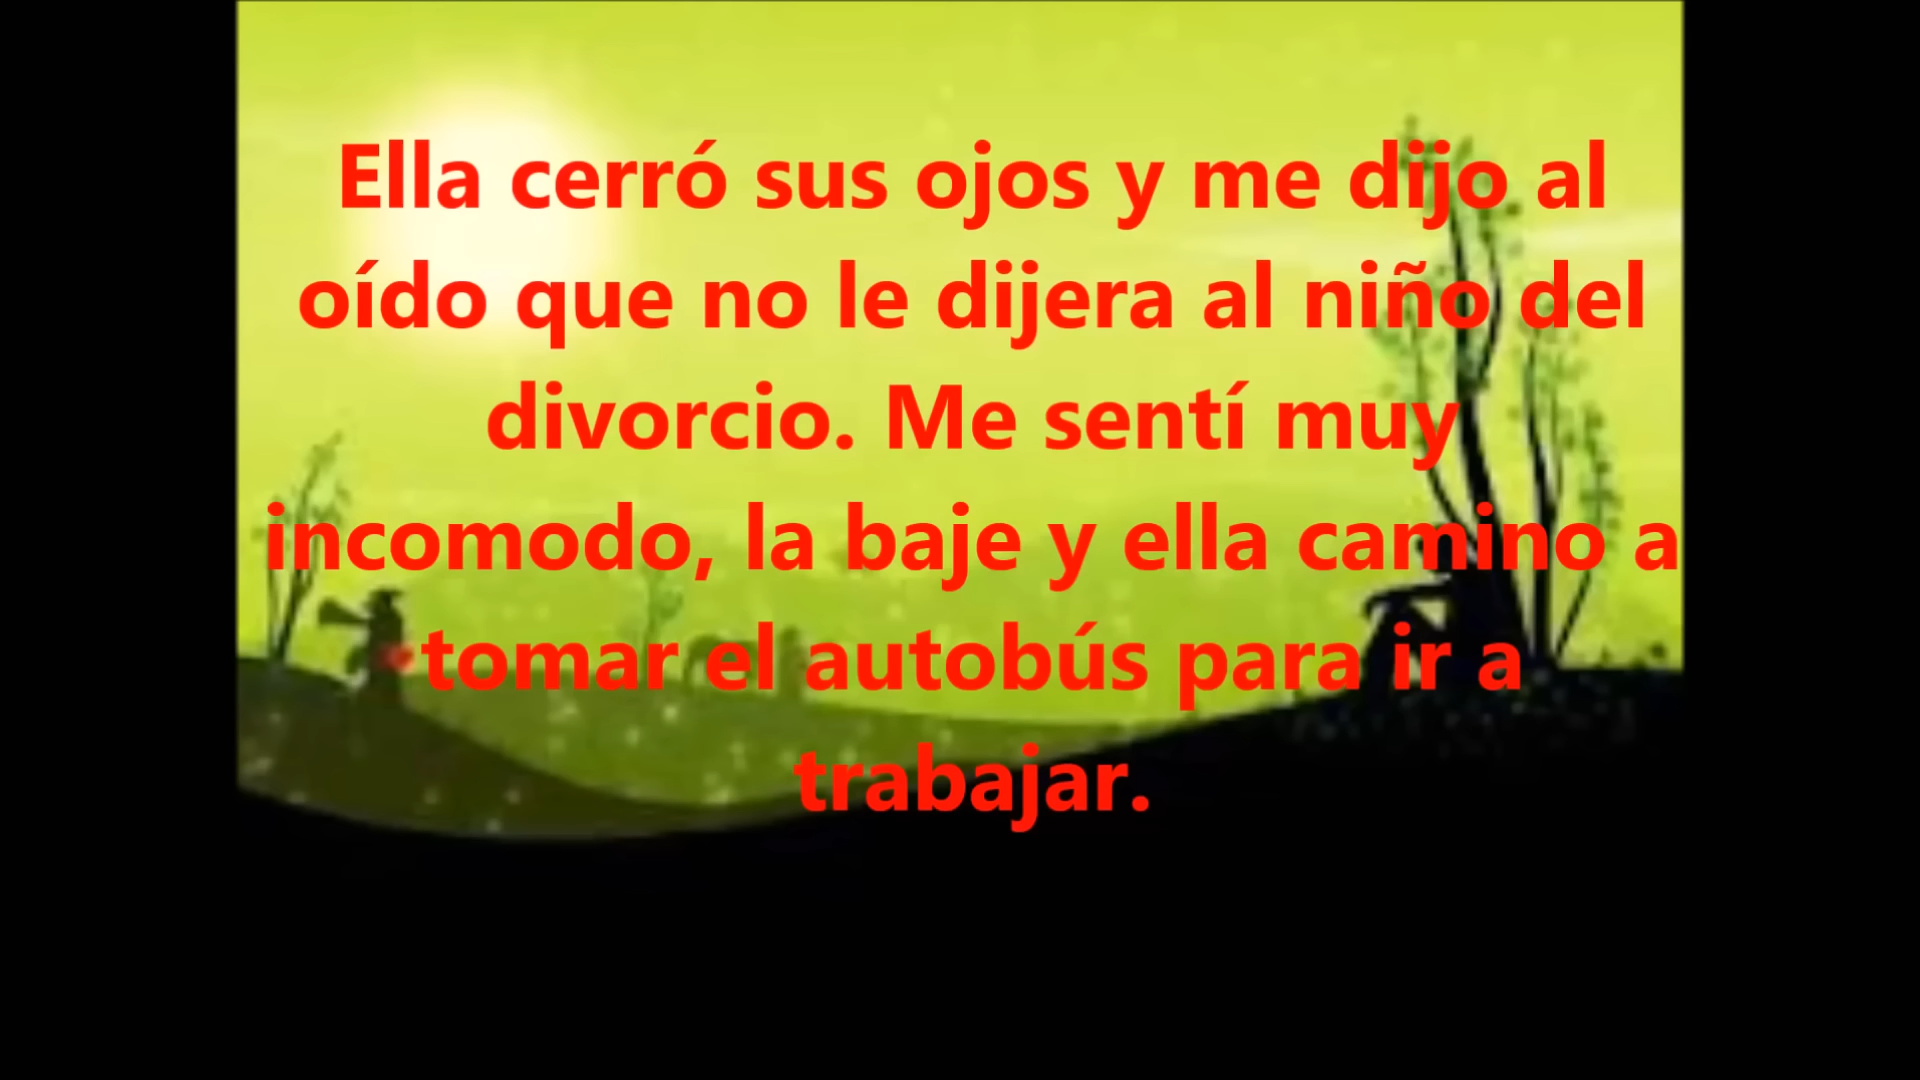 Ella cerró sus ojos y me dijo al
oído que no le dijera al niño del
divorcio. Me sentí muy
incomodo, la baje y ella camino a
tomar el autobús para ir a
trabajar.